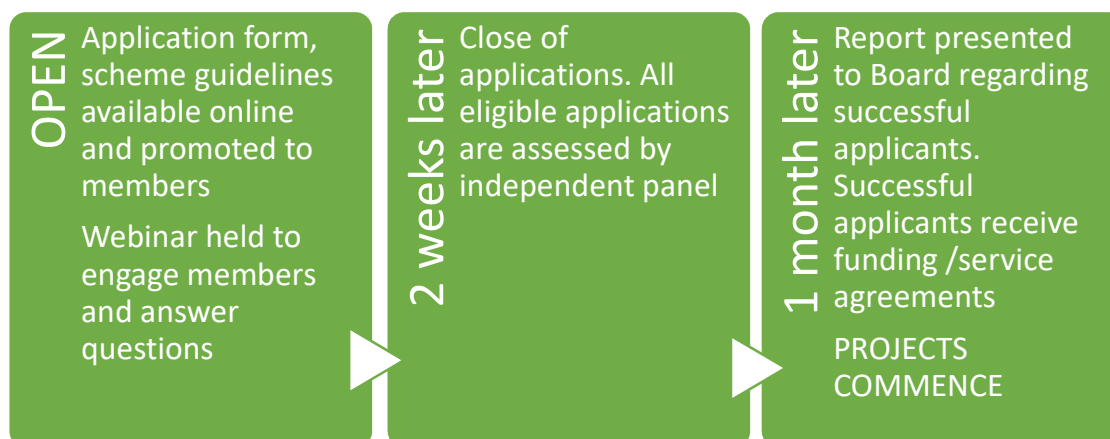 OPEN
Application form,
scheme guidelines
available online
and promoted to
members
Webinar held to
engage members
and answer
questions
2 weeks later
Close of
applications. All
eligible applications
are assessed by
independent panel
1 month later
Report presented
to Board regarding
successful
applicants.
Successful
applicants receive
funding /service
agreements
PROJECTS
COMMENCE